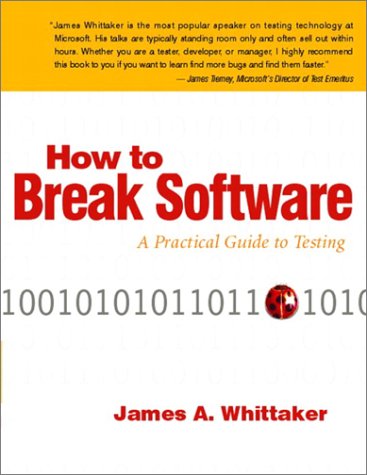 "James Whittaker is the most popular speaker on testing technology at
Microsoft. His talks are typically standing room only and often sell out within
hours. Whether you are a tester, developer, or manager, I highly recommend
this book to you if you want to learn find more bugs and find them faster."
— James Tierney, Microsoft's Director of Test Emeritus
How to
Break Software
A Practical Guide to Testing
10010101011011 1010
James A. Whittaker